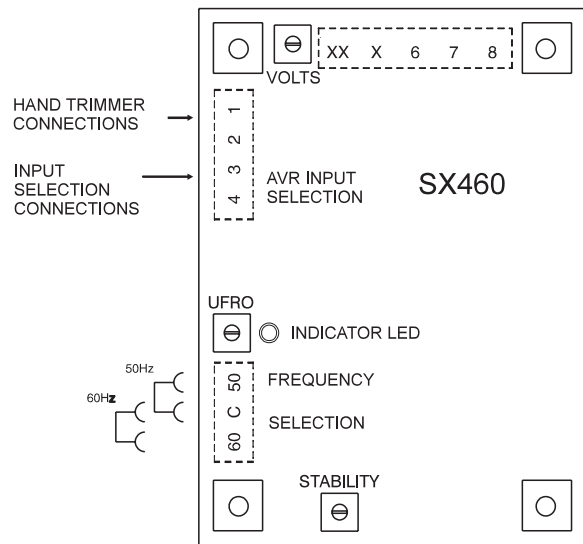 XX X 6 7 8
VOLTS
HAND TRIMMER
CONNECTIONS
1
2
3
4
INPUT
SELECTION
CONNECTIONS
AVR INPUT
SELECTION
SX460
UFRO
INDICATOR LED
50Hz
60Hz
50
C
60
FREQUENCY
SELECTION
STABILITY